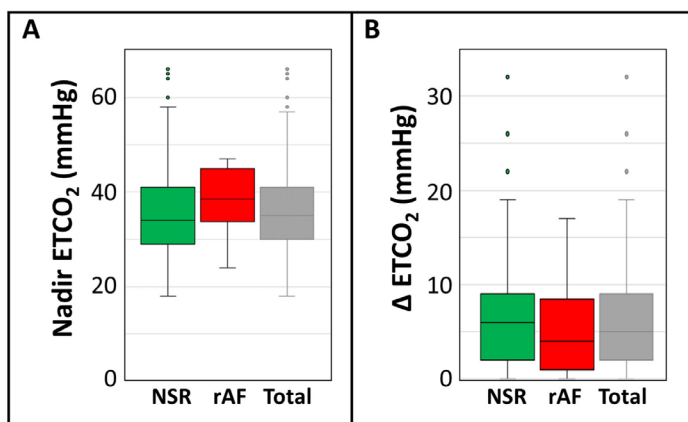 A
Nadir ETCO₂ (mmHg)
60
40
20
0
NSR rAF Total
B
Δ ETCO₂ (mmHg)
30
20
10
0
NSR rAF Total